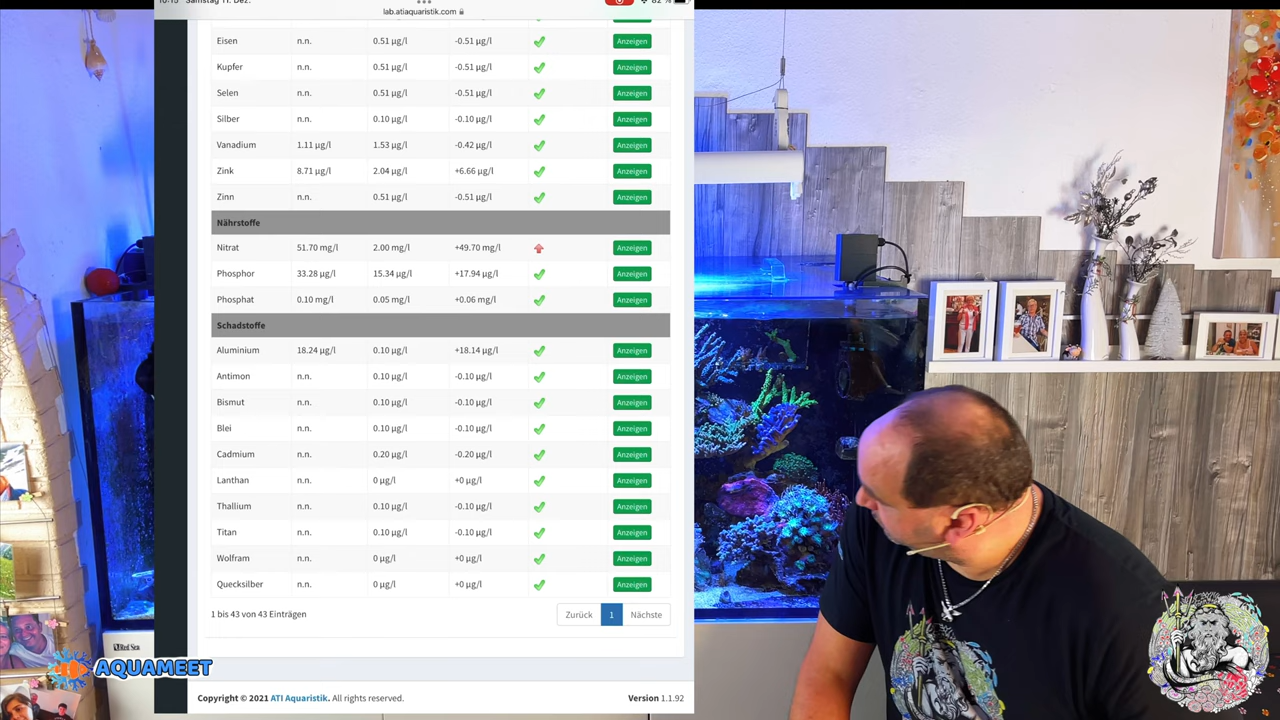 10:15 Samstag 11. Dez.
82 %
lab.atiaquaristik.com
Eisen n.n. 0.51 µg/l -0.51 µg/l Anzeigen
Kupfer n.n. 0.51 µg/l -0.51 µg/l Anzeigen
Selen n.n. 0.51 µg/l -0.51 µg/l Anzeigen
Silber n.n. 0.10 µg/l -0.10 µg/l Anzeigen
Vanadium 1.11 µg/l 1.53 µg/l -0.42 µg/l Anzeigen
Zink 8.71 µg/l 2.04 µg/l +6.66 µg/l Anzeigen
Zinn n.n. 0.51 µg/l -0.51 µg/l Anzeigen
Nährstoffe
Nitrat 51.70 mg/l 2.00 mg/l +49.70 mg/l Anzeigen
Phosphor 33.28 µg/l 15.34 µg/l +17.94 µg/l Anzeigen
Phosphat 0.10 mg/l 0.05 mg/l +0.06 mg/l Anzeigen
Schadstoffe
Aluminium 18.24 µg/l 0.10 µg/l +18.14 µg/l Anzeigen
Antimon n.n. 0.10 µg/l -0.10 µg/l Anzeigen
Bismut n.n. 0.10 µg/l -0.10 µg/l Anzeigen
Blei n.n. 0.10 µg/l -0.10 µg/l Anzeigen
Cadmium n.n. 0.20 µg/l -0.20 µg/l Anzeigen
Lanthan n.n. 0 µg/l +0 µg/l Anzeigen
Thallium n.n. 0.10 µg/l -0.10 µg/l Anzeigen
Titan n.n. 0 µg/l +0 µg/l Anzeigen
Wolfram n.n. 0 µg/l +0 µg/l Anzeigen
Quecksilber n.n. 0 µg/l +0 µg/l Anzeigen
1 bis 43 von 43 Einträgen
Zurück 1 Nächste
Red Sea
AQUAMEET
Copyright © 2021 ATI Aquaristik. All rights reserved.
Version 1.1.92